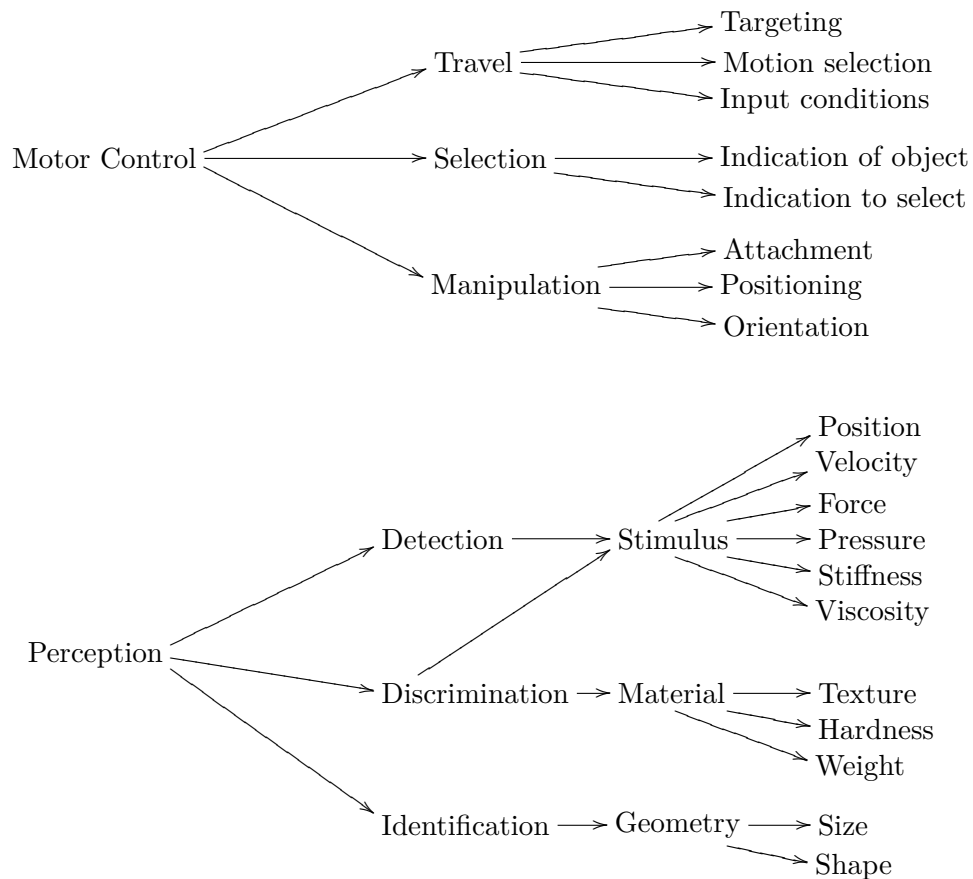 Targeting
Travel
Motion selection
Input conditions
Motor Control
Selection
Indication of object
Indication to select
Attachment
Manipulation
Positioning
Orientation
Position
Velocity
Force
Detection
Stimulus
Pressure
Stiffness
Viscosity
Perception
Discrimination
Material
Texture
Hardness
Weight
Identification
Geometry
Size
Shape